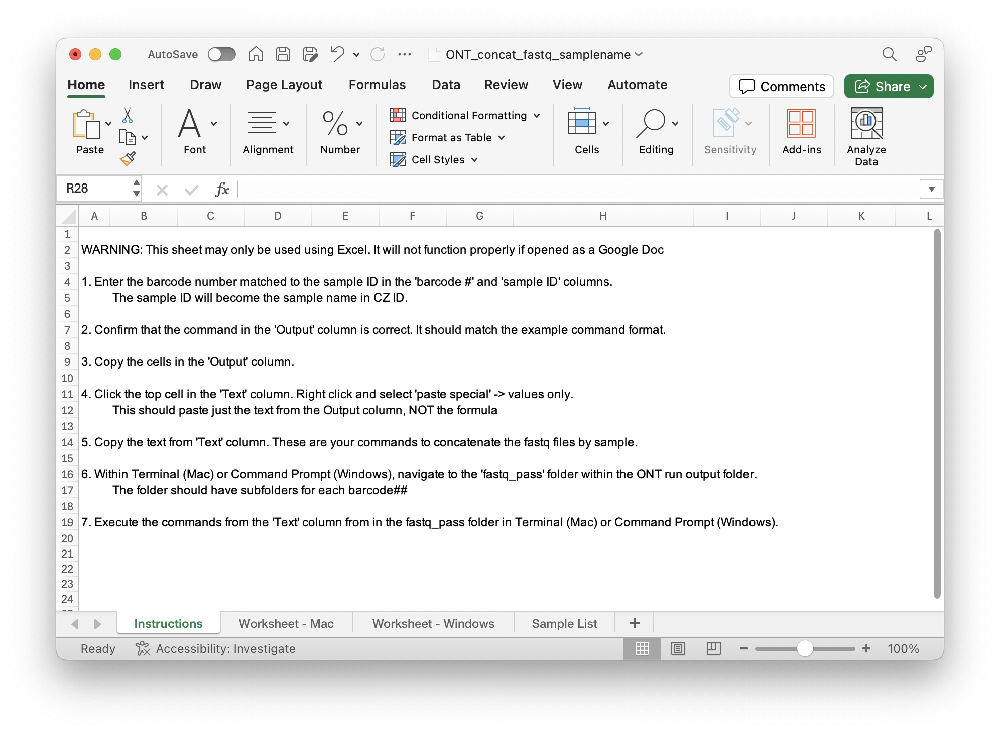 AutoSave
ONT_concat_fastq_samplename
Home Insert Draw Page Layout Formulas Data Review View Automate Comments Share
Paste
Font
Alignment
Number
Conditional Formatting
Format as Table
Cell Styles
Cells
Editing
Sensitivity
Add-ins
Analyze
Data
R28 fx
A B C D E F G H I J K L
1
2 WARNING: This sheet may only be used using Excel. It will not function properly if opened as a Google Doc
3
4 1. Enter the barcode number matched to the sample ID in the 'barcode #' and 'sample ID' columns.
5 The sample ID will become the sample name in CZ ID.
6
7 2. Confirm that the command in the 'Output' column is correct. It should match the example command format.
8
9 3. Copy the cells in the 'Output' column.
10
11 4. Click the top cell in the 'Text' column. Right click and select 'paste special' -> values only.
12 This should paste just the text from the Output column, NOT the formula
13
14 5. Copy the text from 'Text' column. These are your commands to concatenate the fastq files by sample.
15
16 6. Within Terminal (Mac) or Command Prompt (Windows), navigate to the 'fastq_pass' folder within the ONT run output folder.
17 The folder should have subfolders for each barcode##
18
19 7. Execute the commands from the 'Text' column from in the fastq_pass folder in Terminal (Mac) or Command Prompt (Windows).
20
21
22
23
24
Instructions Worksheet - Mac Worksheet - Windows Sample List +
Ready Accessibility: Investigate 100%